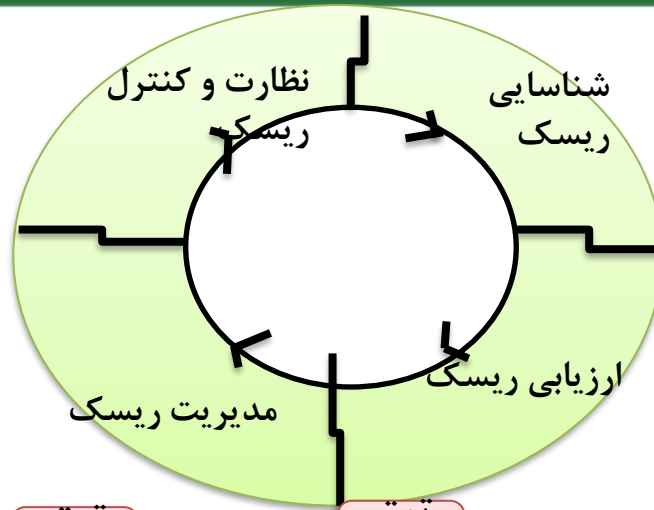 شناسایی
ریسک
نظارت و کنترل
ریسک
ارزیابی ریسک
مدیریت ریسک